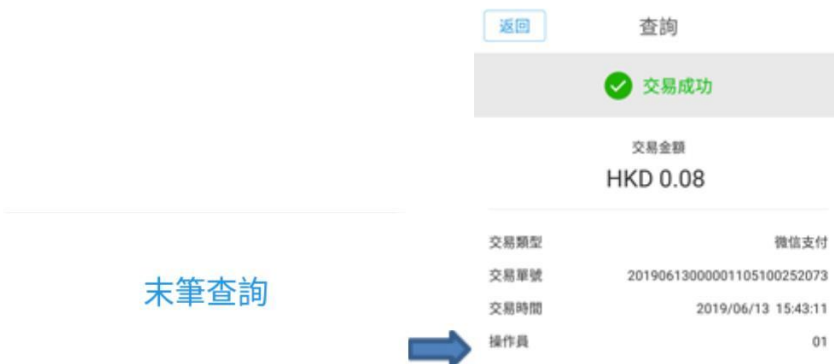 末筆查詢
返回
查詢
交易成功
交易金額
HKD 0.08
交易類型 微信支付
交易單號 20190613000001105100252073
交易時間 2019/06/13 15:43:11
操作員 01